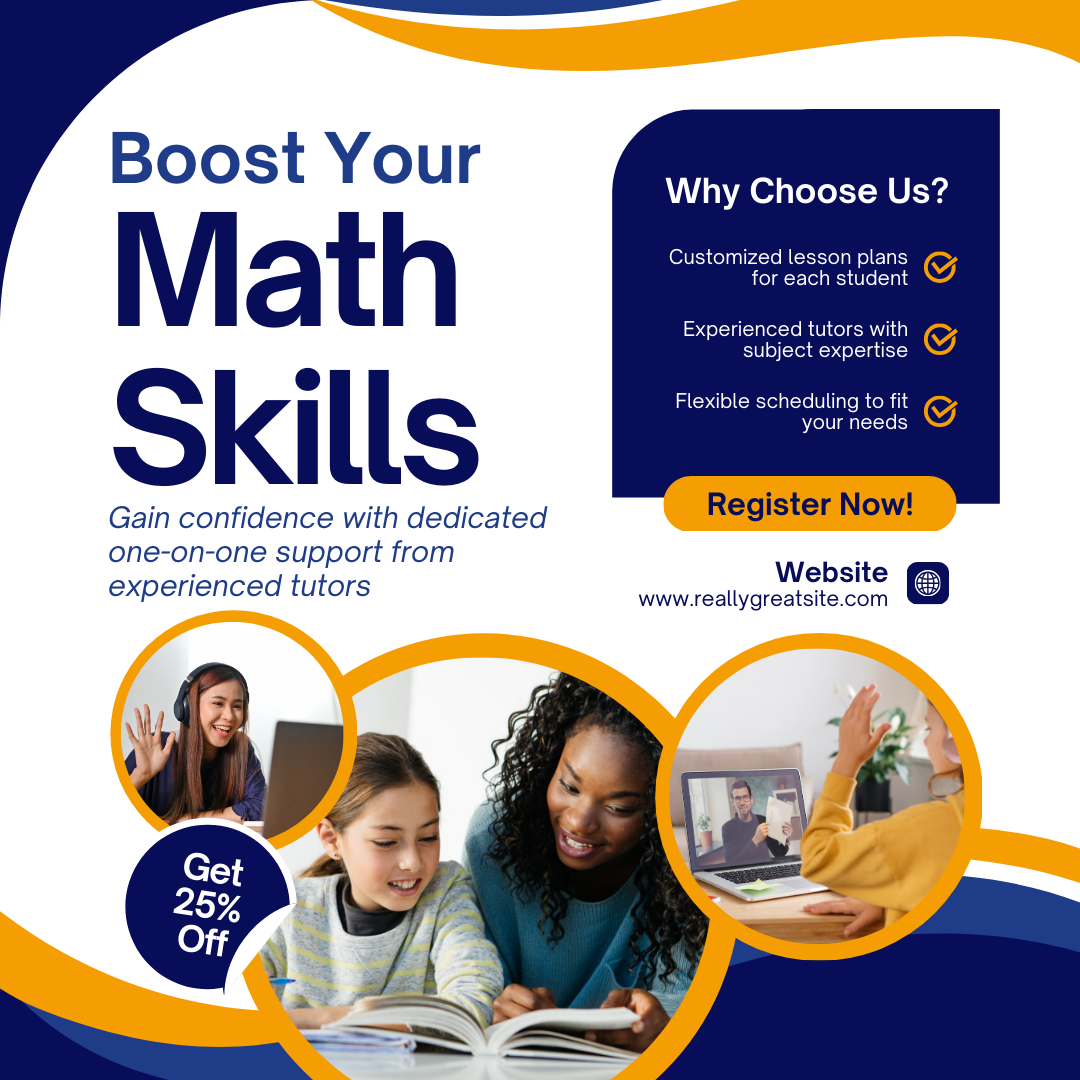 Boost Your
Math
Skills
Gain confidence with dedicated
one-on-one support from
experienced tutors
Why Choose Us?
Customized lesson plans
for each student
Experienced tutors with
subject expertise
Flexible scheduling to fit
your needs
Register Now!
Website
www.reallygreatsite.com
Get
25%
Off